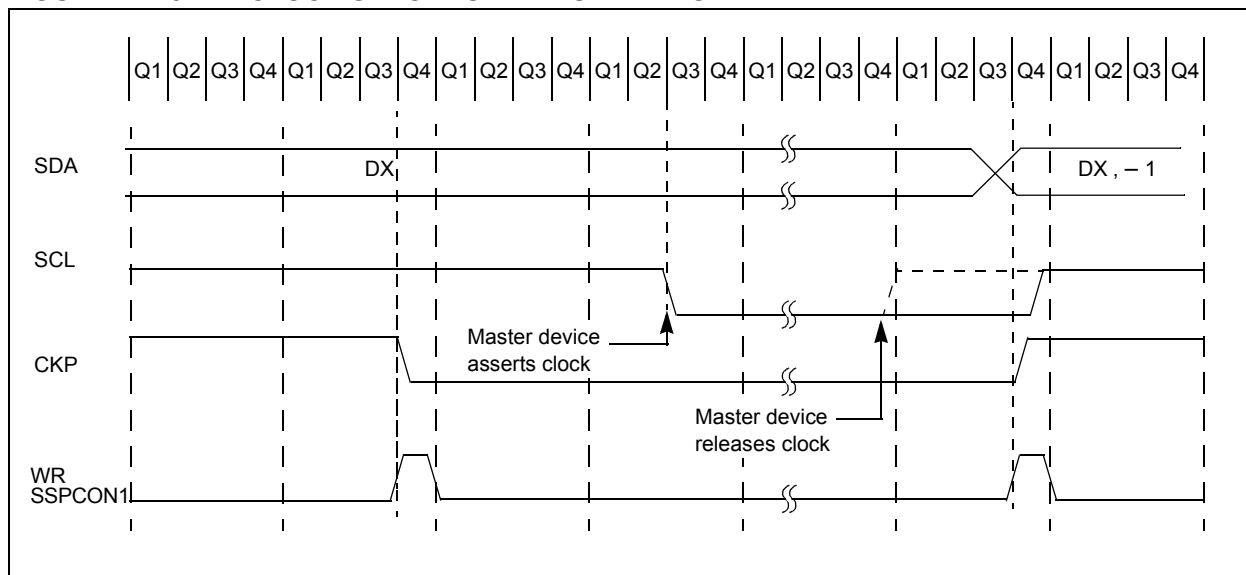 Q1 Q2 Q3 Q4 Q1 Q2 Q3 Q4 Q1 Q2 Q3 Q4 Q1 Q2 Q3 Q4 Q1 Q2 Q3 Q4 Q1 Q2 Q3 Q4 Q1 Q2 Q3 Q4
SDA
DX
DX , – 1
SCL
Master device
asserts clock
CKP
Master device
releases clock
WR
SSPCON1